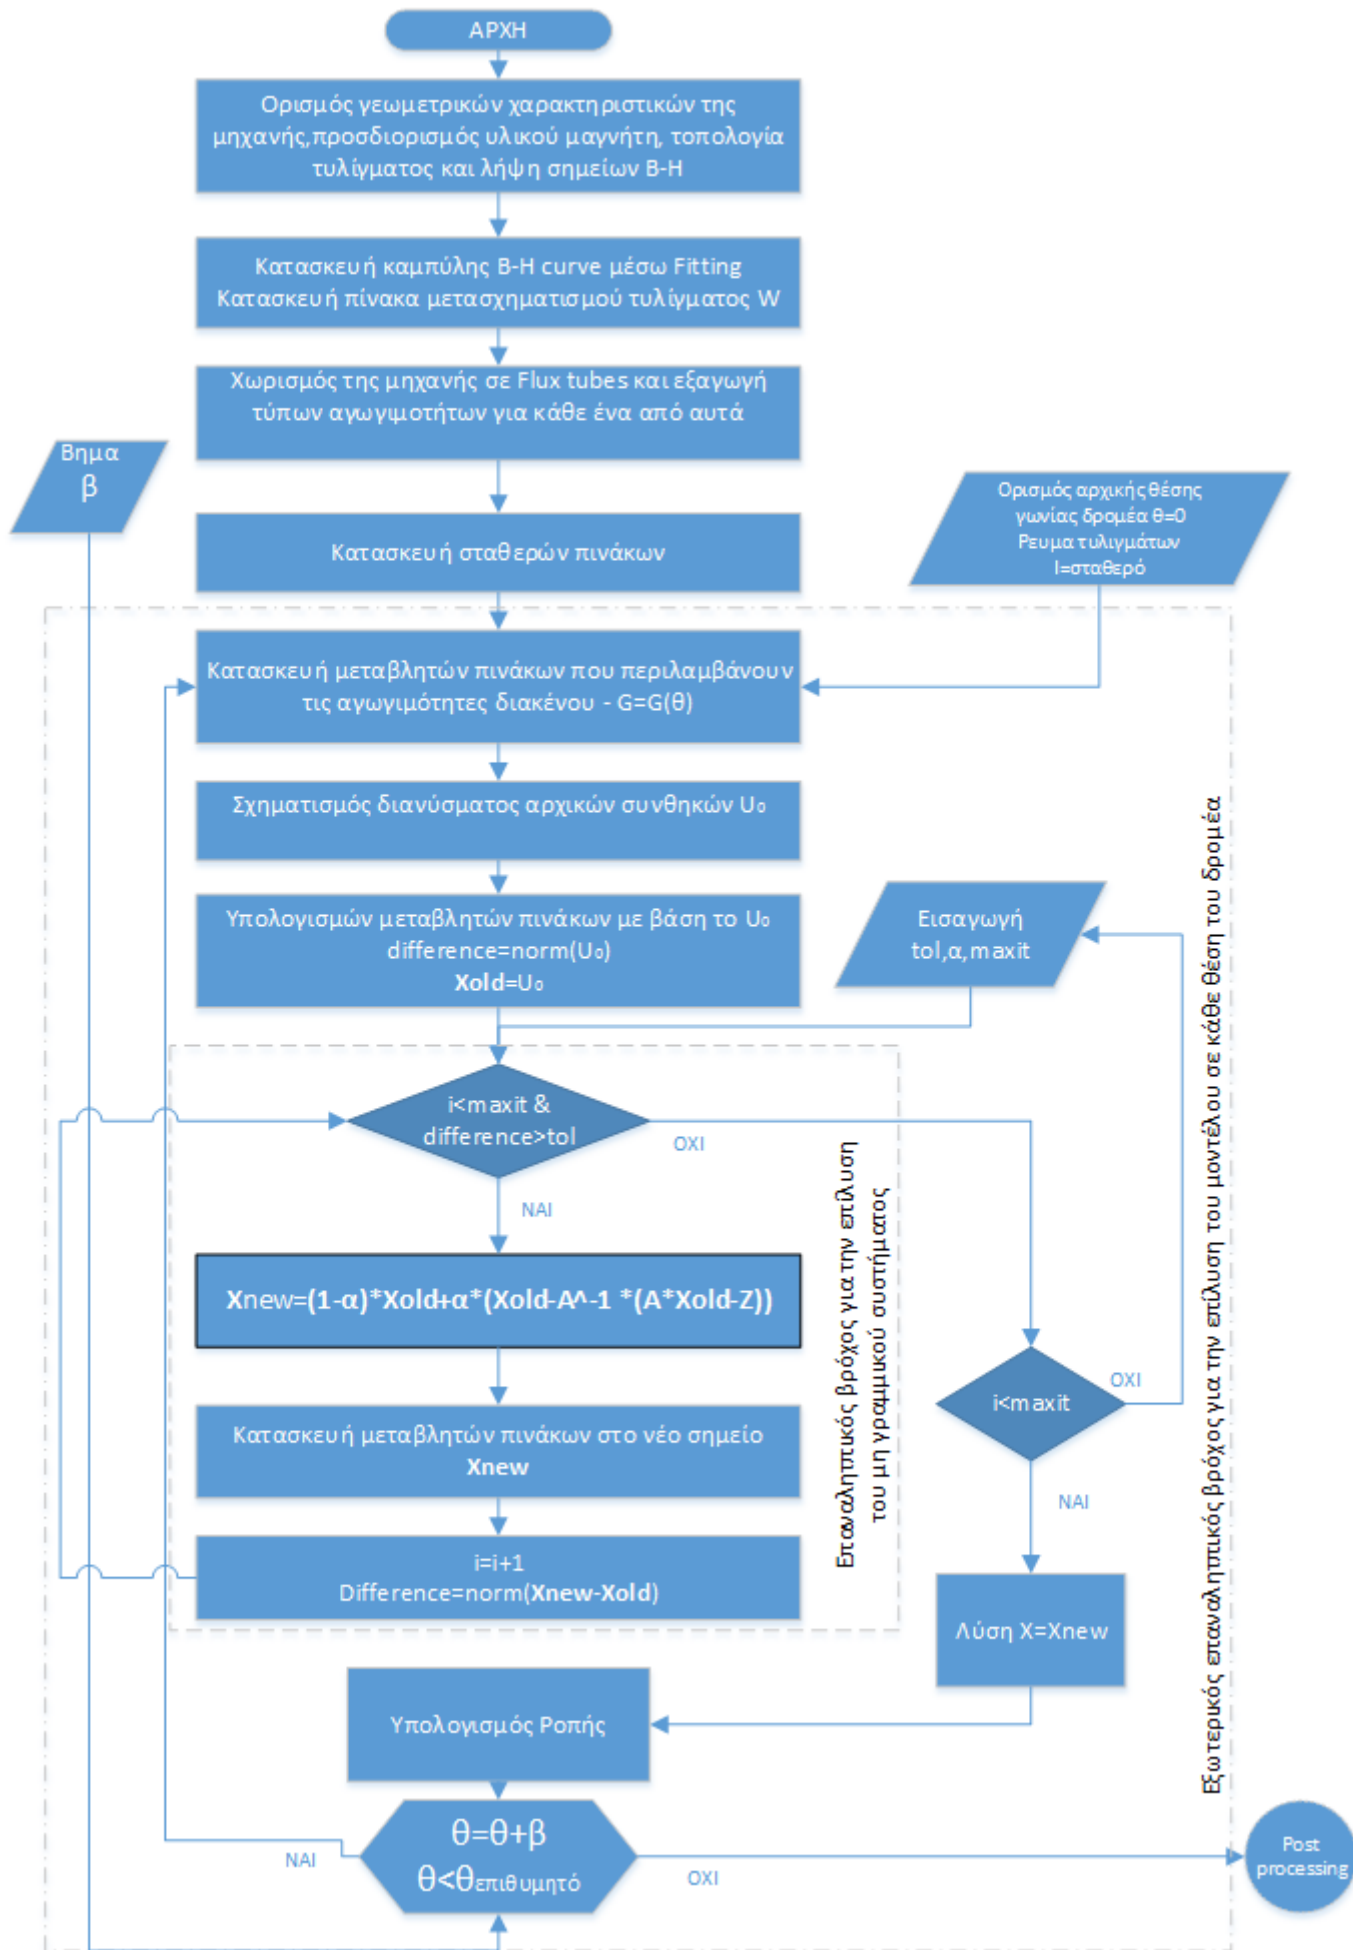 ΑΡΧΗ
Ορισμός γεωμετρικών χαρακτηριστικών της
μηχανής,προσδιορισμός υλικού μαγνήτη, τοπολογία
τυλίγματος και λήψη σημείων B-H
Κατασκευή καμπύλης B-H curve μέσω Fitting
Κατασκευή πίνακα μετασχηματισμού τυλίγματος W
Χωρισμός της μηχανής σε Flux tubes και εξαγωγή
τύπων αγωγιμοτήτων για κάθε ένα από αυτά
Βημα
β
Ορισμός αρχικής θέσης
γωνίας δρομέα θ=0
Ρευμα τυλιγμάτων
Ι=σταθερό
Κατασκευή σταθερών πινάκων
Κατασκευή μεταβλητών πινάκων που περιλαμβάνουν
τις αγωγιμότητες διακένου - G=G(θ)
Σχηματισμός διανύσματος αρχικών συνθηκών U₀
Υπολογισμών μεταβλητών πινάκων με βάση το U₀
difference=norm(U₀)
Xold=U₀
Εισαγωγή
tol,α,maxit
i<maxit &
difference>tol
ΟΧΙ
ΝΑΙ
Xnew=(1-α)*Xold+α*(Xold-A^-1 *(A*Xold-Z))
Κατασκευή μεταβλητών πινάκων στο νέο σημείο
Xnew
i=i+1
Difference=norm(Xnew-Xold)
Επαναληπτικός βρόχος για την επίλυση
του μη γραμμικού συστήματος
i<maxit
ΟΧΙ
ΝΑΙ
Λύση X=Xnew
Εξωτερικός επαναληπτικός βρόχος για την επίλυση του μοντέλου σε κάθε θέση του δρομέα
Υπολογισμός Ροπής
θ=θ+β
θ<θεπιθυμητό
ΝΑΙ
ΟΧΙ
Post
processing